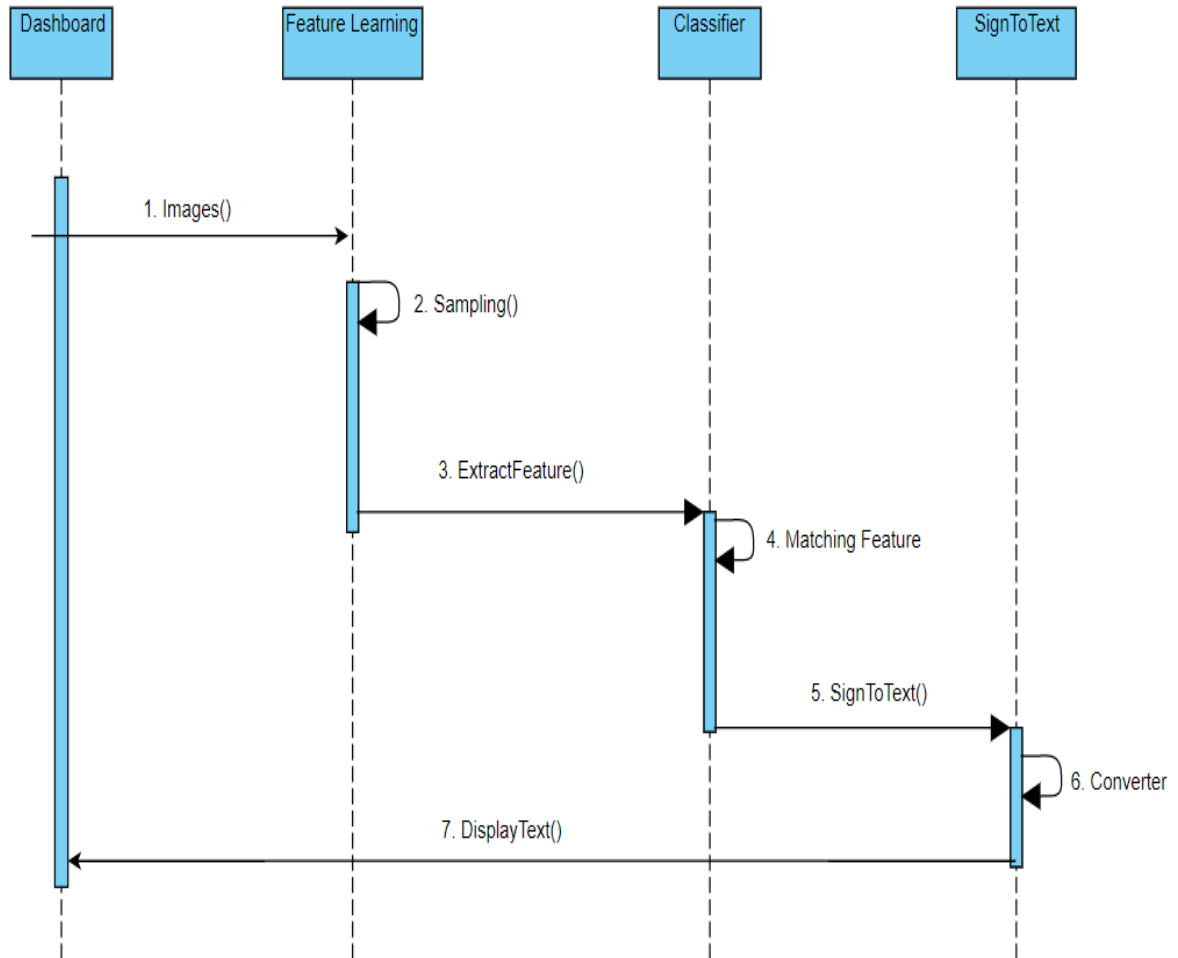 Dashboard
Feature Learning
Classifier
SignToText
1. Images()
2. Sampling()
3. ExtractFeature()
4. Matching Feature
5. SignToText()
6. Converter
7. DisplayText()